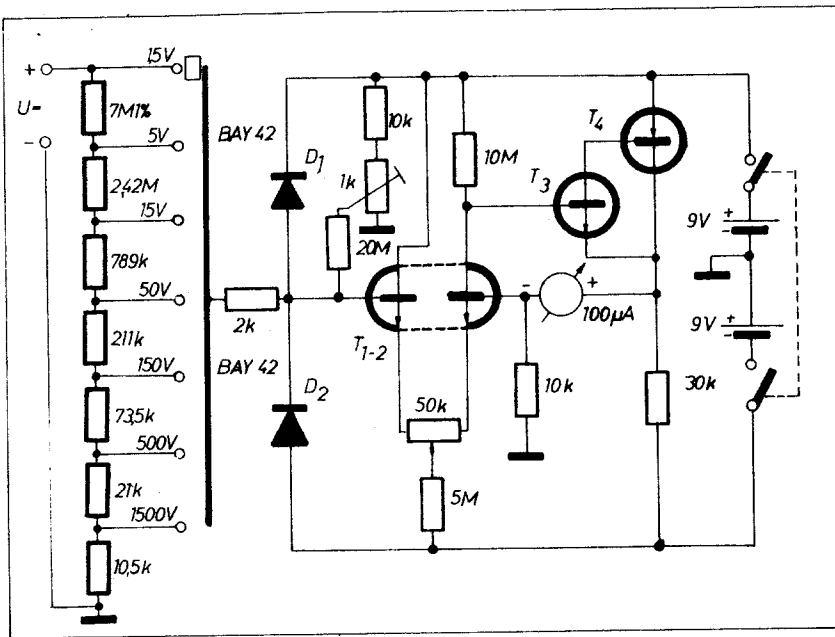 +
U=
-
1,5V
7M1%
5V
2,42M
15V
789k
50V
211k
150V
73,5k
500V
21k
1500V
10,5k
BAY 42
BAY 42
2k
D1
D2
10k
1k
20M
T1-2
50k
5M
10M
T3
T4
-
+
100µA
10k
30k
9V
+
-
9V
+
-